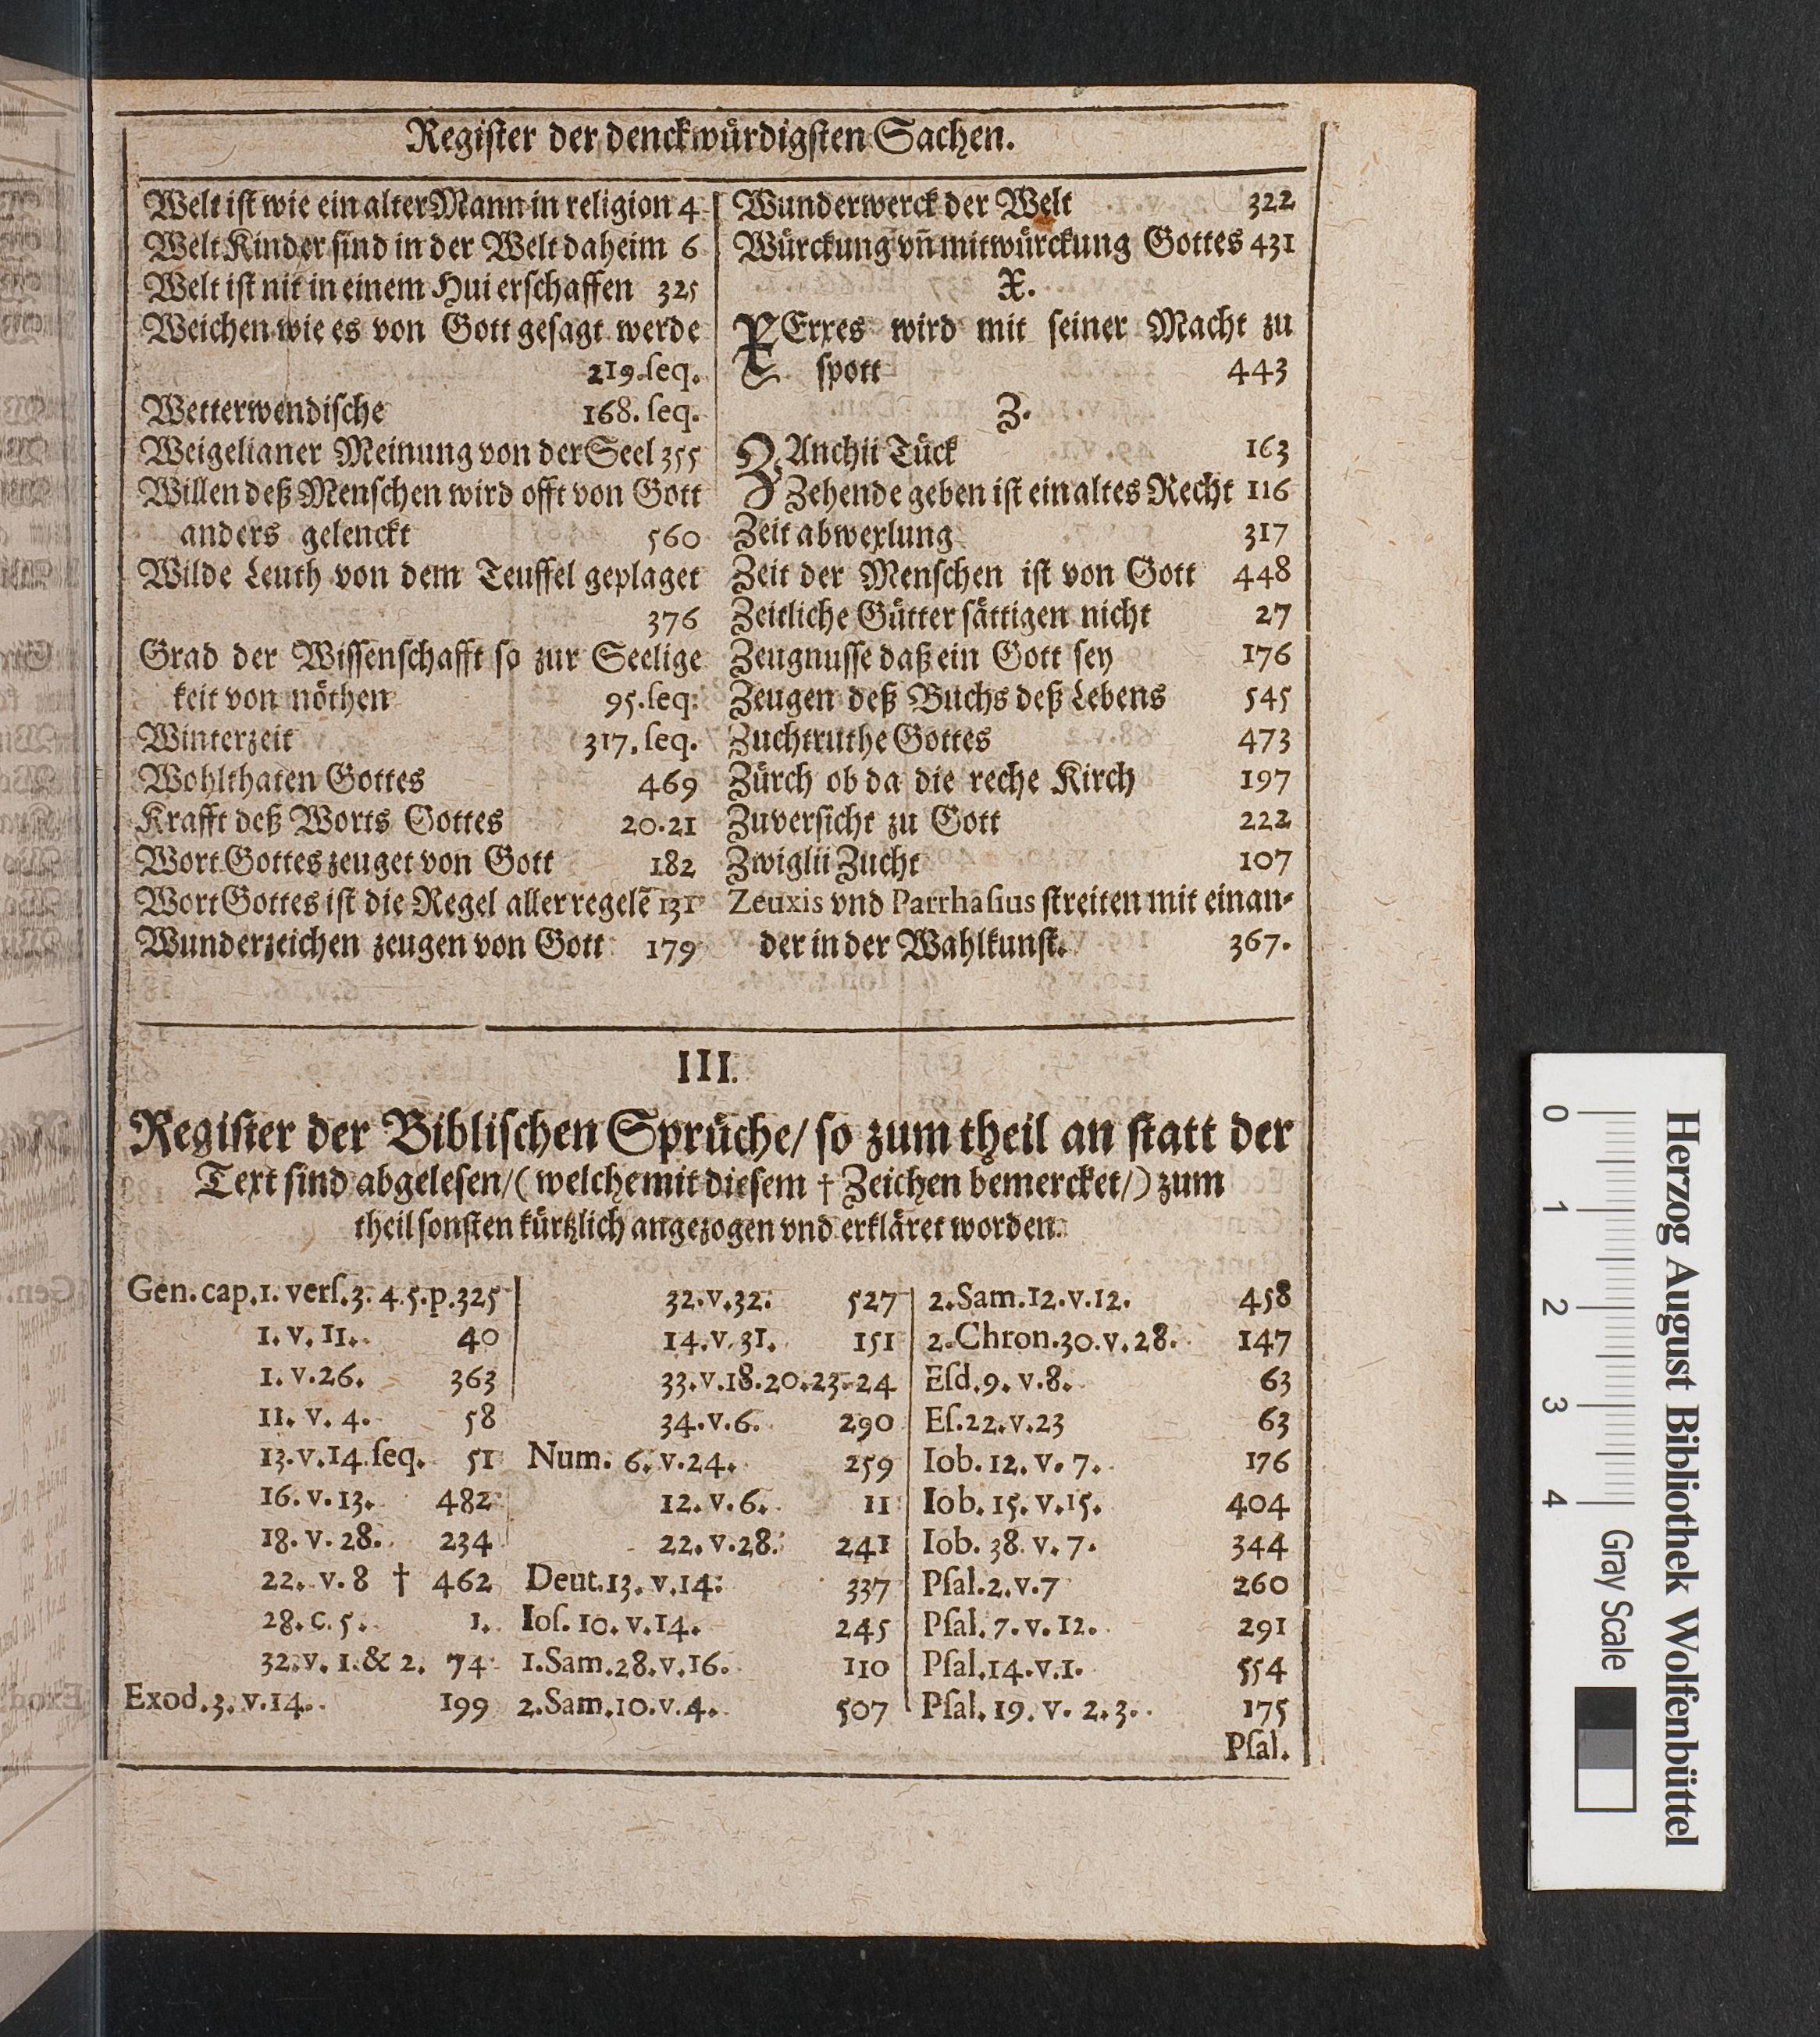 Register der denckwürdigsten Sachen.
Welt ist wie ein alter Mann in religion 4
Welt Kinder sind in der Welt daheim 6
Welt ist nit in einem Hui erschaffen 325
Weichen wie es von Gott gesagt werde
219. seq.
Wetterwendische 168. seq.
Weigelianer Meinung von der Seel 355
Willen deß Menschen wird offt von Gott
anders gelenckt 560
Wilde Leuth von dem Teuffel geplaget
376
Grad der Wissenschafft so zur Seelige
keit von nöthen 95. seq.
Winterzeit 317. seq.
Wohlthaten Gottes 469
Krafft deß Worts Gottes 20.21
Wort Gottes zeuget von Gott 182
Wort Gottes ist die Regel aller regelẽ 131
Wunderzeichen zeugen von Gott 179
Wunderwerck der Welt 322
Würckung vñ mitwürckung Gottes 431
X.
XErxes wird mit seiner Macht zu
spott 443
Z.
ZAnchii Tück 163
Zehende geben ist ein altes Recht 116
Zeit abwexlung 317
Zeit der Menschen ist von Gott 448
Zeitliche Gütter sättigen nicht 27
Zeugnusse daß ein Gott sey 176
Zeugen deß Buchs deß Lebens 545
Zuchtruthe Gottes 473
Zürch ob da die reche Kirch 197
Zuversicht zu Gott 222
Zwiglii Zucht 107
Zeuxis vnd Parrhasius streiten mit einan-
der in der Wahlkunst. 367.
III.
Register der Biblischen Sprüche/ so zum theil an statt der
Text sind abgelesen/ (welche mit diesem † Zeichen bemercket/) zum
theil sonsten kürtzlich angezogen vnd erkläret worden.
Gen. cap. 1. vers. 3. 4. 5. p. 325
1. v. 11. 40
1. v. 26. 363
11. v. 4. 58
13. v. 14. seq. 51
16. v. 13. 482
18. v. 28. 234
22. v. 8 † 462
28. c. 5. 1.
32. v. 1. & 2. 74
Exod. 3. v. 14. 199
32. v. 32. 527
14. v. 31. 151
33. v. 18. 20. 23. 24
34. v. 6. 290
Num. 6. v. 24. 259
12. v. 6. 11
22. v. 28. 241
Deut. 13. v. 14. 337
Ios. 10. v. 14. 245
1. Sam. 28. v. 16. 110
2. Sam. 10. v. 4. 507
2. Sam. 12. v. 12. 458
2. Chron. 30. v. 28. 147
Esd. 9. v. 8. 63
Es. 22. v. 23 63
Iob. 12. v. 7. 176
Iob. 15. v. 15. 404
Iob. 38. v. 7. 344
Psal. 2. v. 7 260
Psal. 7. v. 12. 291
Psal. 14. v. 1. 554
Psal. 19. v. 2. 3. 175
Psal.
Herzog August Bibliothek Wolfenbüttel
0 1 2 3 4 Gray Scale